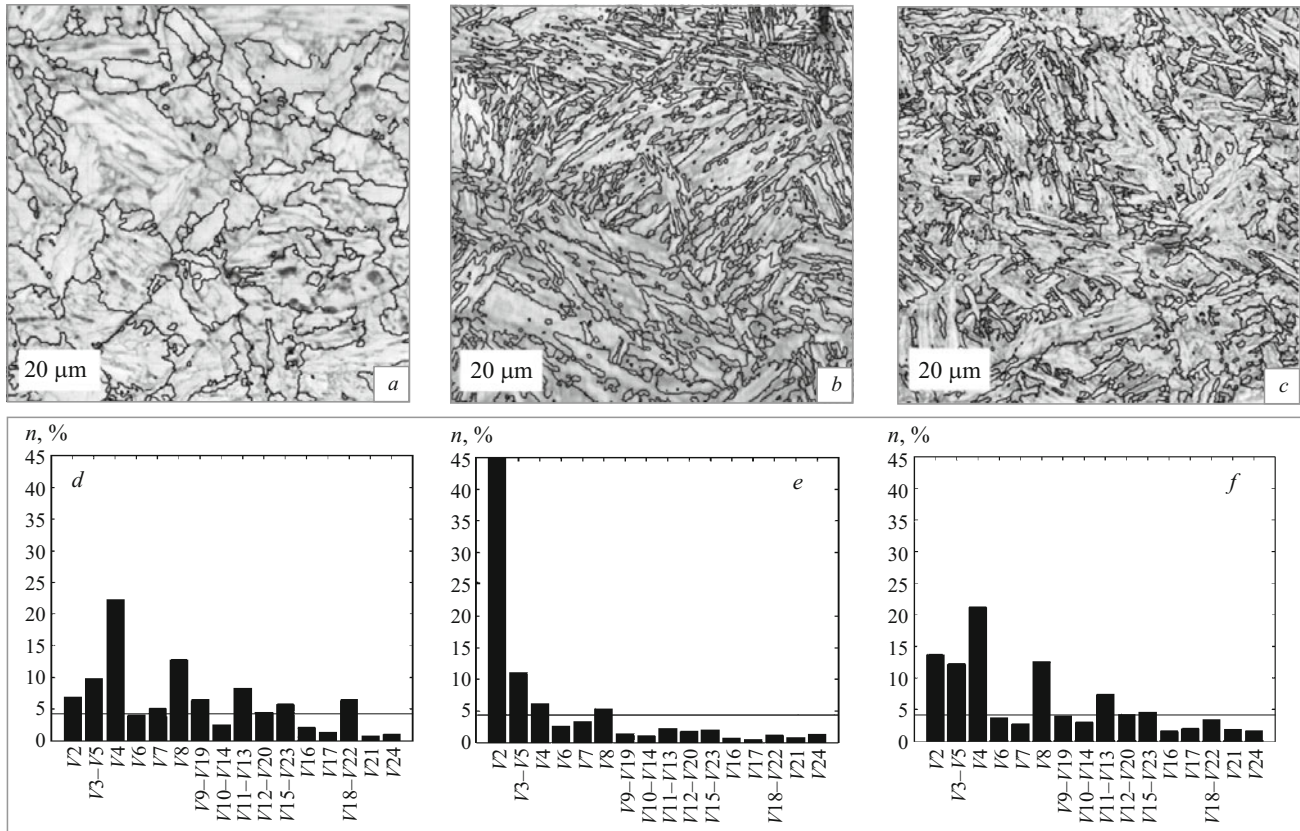 20 μm
a
20 μm
b
20 μm
c
n, %
45
40
35
30
25
20
15
10
5
0
d
V2
V3–V5
V4
V6
V7
V8
V9–V19
V10–V14
V11–V13
V12–V20
V15–V23
V16
V17
V18–V22
V21
V24
n, %
45
40
35
30
25
20
15
10
5
0
e
V2
V3–V5
V4
V6
V7
V8
V9–V19
V10–V14
V11–V13
V12–V20
V15–V23
V16
V17
V18–V22
V21
V24
n, %
45
40
35
30
25
20
15
10
5
0
f
V2
V3–V5
V4
V6
V7
V8
V9–V19
V10–V14
V11–V13
V12–V20
V15–V23
V16
V17
V18–V22
V21
V24